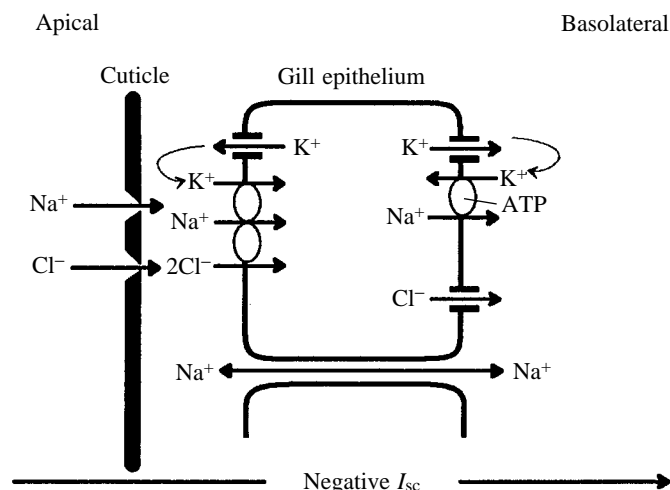 Apical Basolateral
Cuticle Gill epithelium
K⁺ K⁺
K⁺ K⁺
Na⁺ Na⁺ Na⁺ ATP
Cl⁻ 2Cl⁻ Cl⁻
Na⁺ Na⁺
Negative Isc